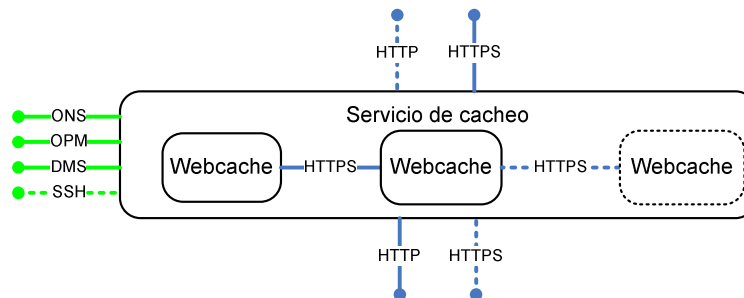 HTTP
HTTPS
Servicio de cacheo
ONS
OPM
DMS
SSH
Webcache
HTTPS
Webcache
HTTPS
Webcache
HTTP
HTTPS